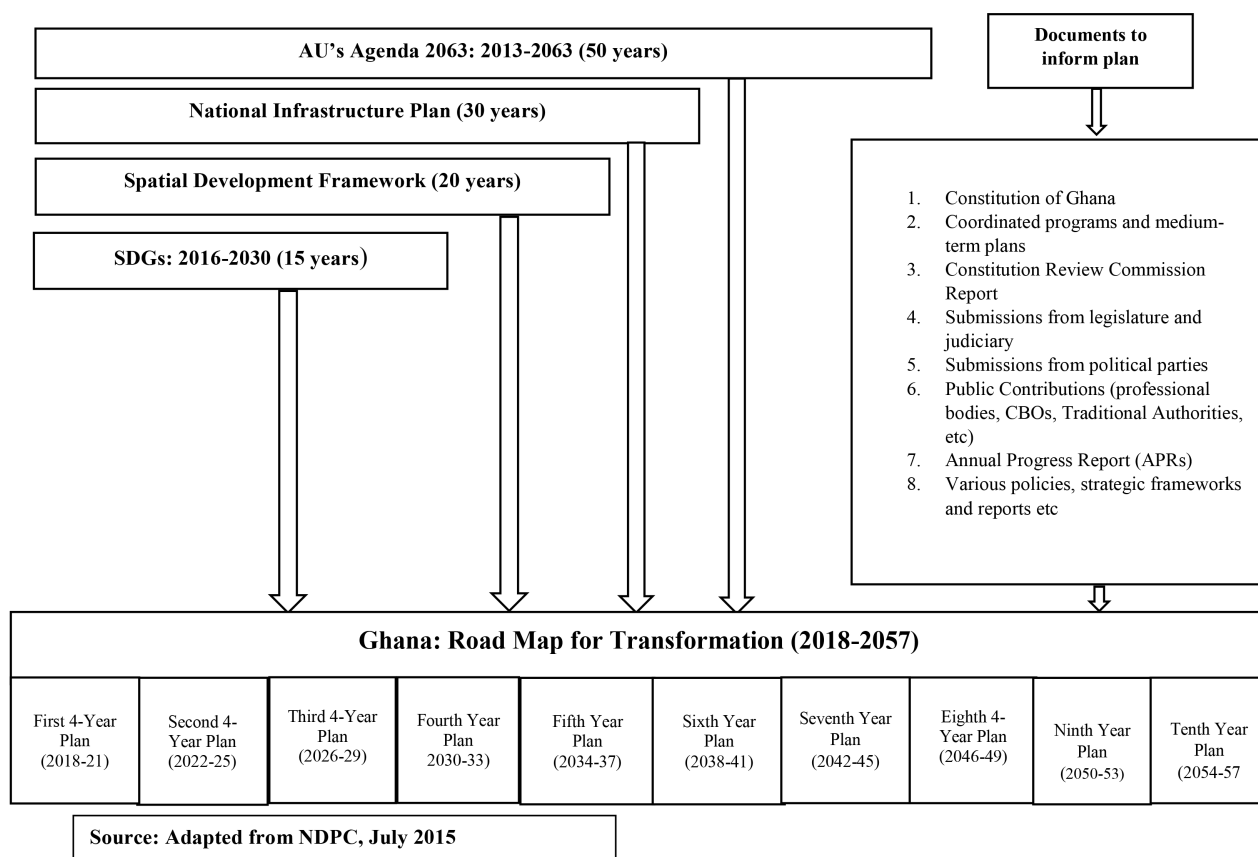 AU's Agenda 2063: 2013-2063 (50 years)
National Infrastructure Plan (30 years)
Spatial Development Framework (20 years)
SDGs: 2016-2030 (15 years)
Documents to
inform plan
1. Constitution of Ghana
2. Coordinated programs and medium-
term plans
3. Constitution Review Commission
Report
4. Submissions from legislature and
judiciary
5. Submissions from political parties
6. Public Contributions (professional
bodies, CBOs, Traditional Authorities,
etc)
7. Annual Progress Report (APRs)
8. Various policies, strategic frameworks
and reports etc
Ghana: Road Map for Transformation (2018-2057)
First 4-Year
Plan
(2018-21)
Second 4-
Year Plan
(2022-25)
Third 4-Year
Plan
(2026-29)
Fourth Year
Plan
2030-33)
Fifth Year
Plan
(2034-37)
Sixth Year
Plan
(2038-41)
Seventh Year
Plan
(2042-45)
Eighth 4-
Year Plan
(2046-49)
Ninth Year
Plan
(2050-53)
Tenth Year
Plan
(2054-57
Source: Adapted from NDPC, July 2015